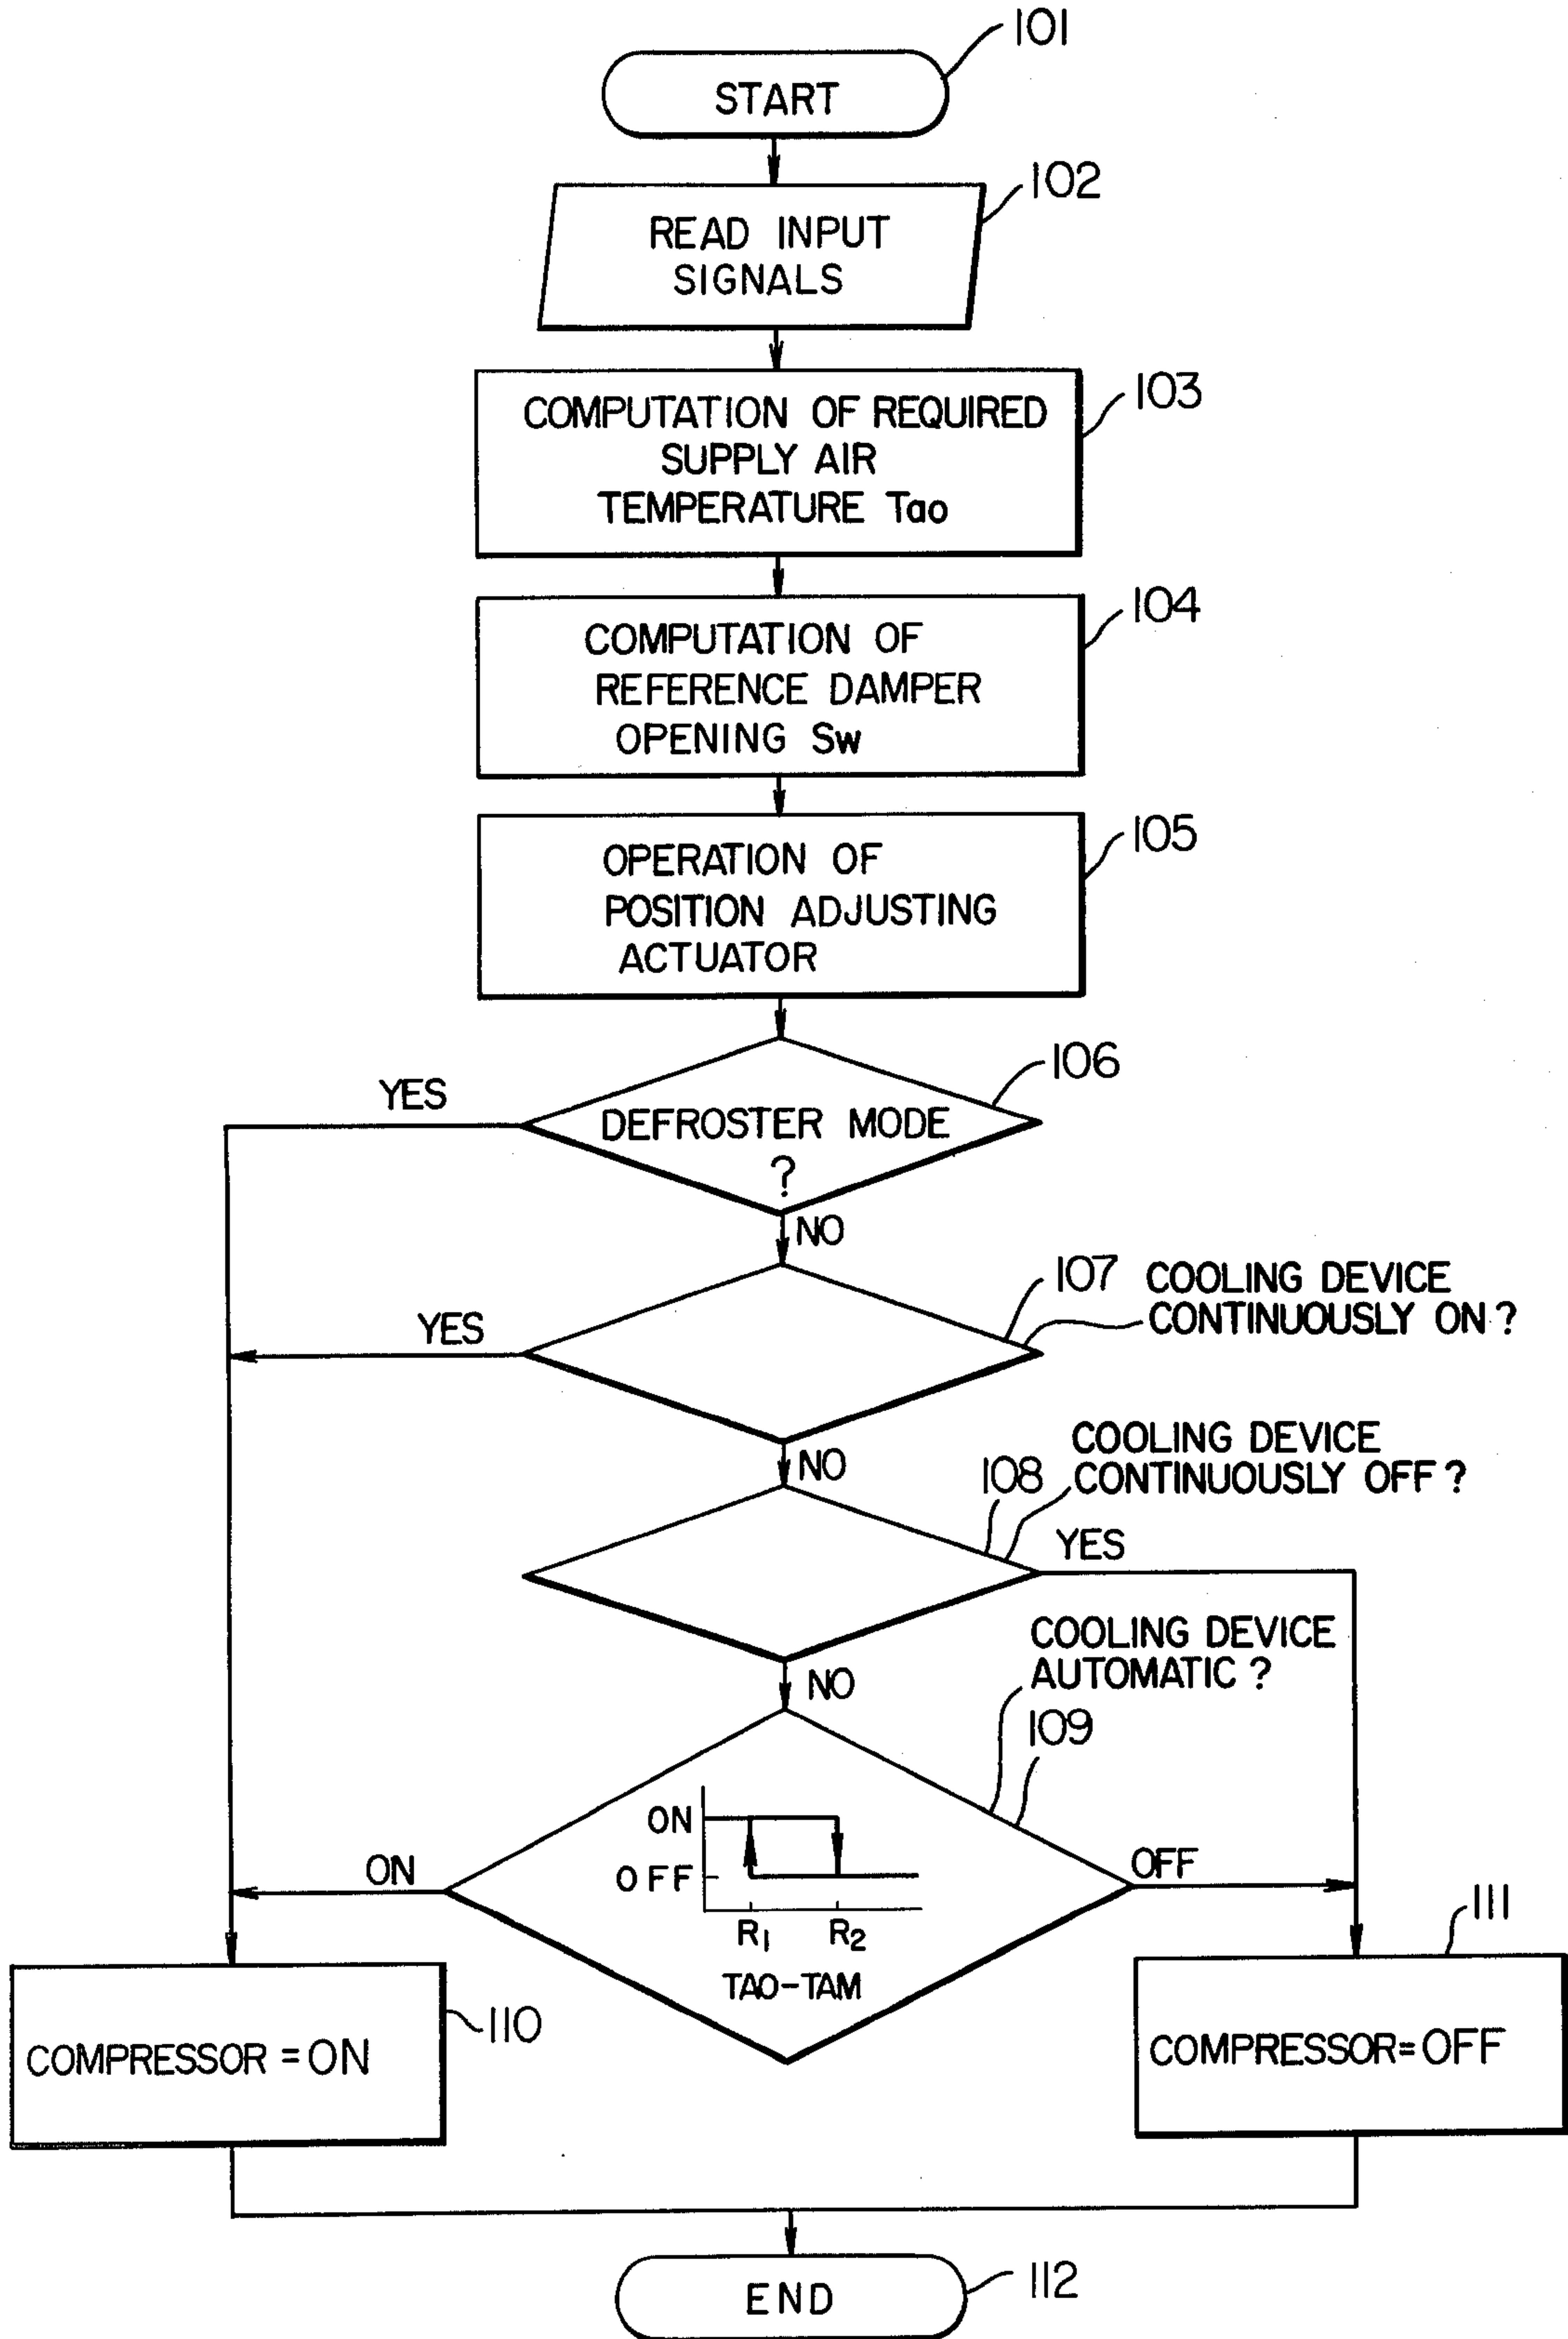 101
START
102
READ INPUT
SIGNALS
103
COMPUTATION OF REQUIRED
SUPPLY AIR
TEMPERATURE Tao
104
COMPUTATION OF
REFERENCE DAMPER
OPENING Sw
105
OPERATION OF
POSITION ADJUSTING
ACTUATOR
106
YES
DEFROSTER MODE
?
NO
107 COOLING DEVICE
CONTINUOUSLY ON ?
YES
NO
COOLING DEVICE
108 CONTINUOUSLY OFF ?
YES
NO
COOLING DEVICE
AUTOMATIC ?
109
ON
OFF
ON
OFF
R1 R2
TAO-TAM
110
COMPRESSOR = ON
111
COMPRESSOR= OFF
END
112